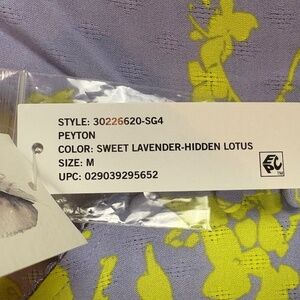 STYLE: 30226620-SG4
PEYTON
COLOR: SWEET LAVENDER-HIDDEN LOTUS
SIZE: M
UPC: 029039295652